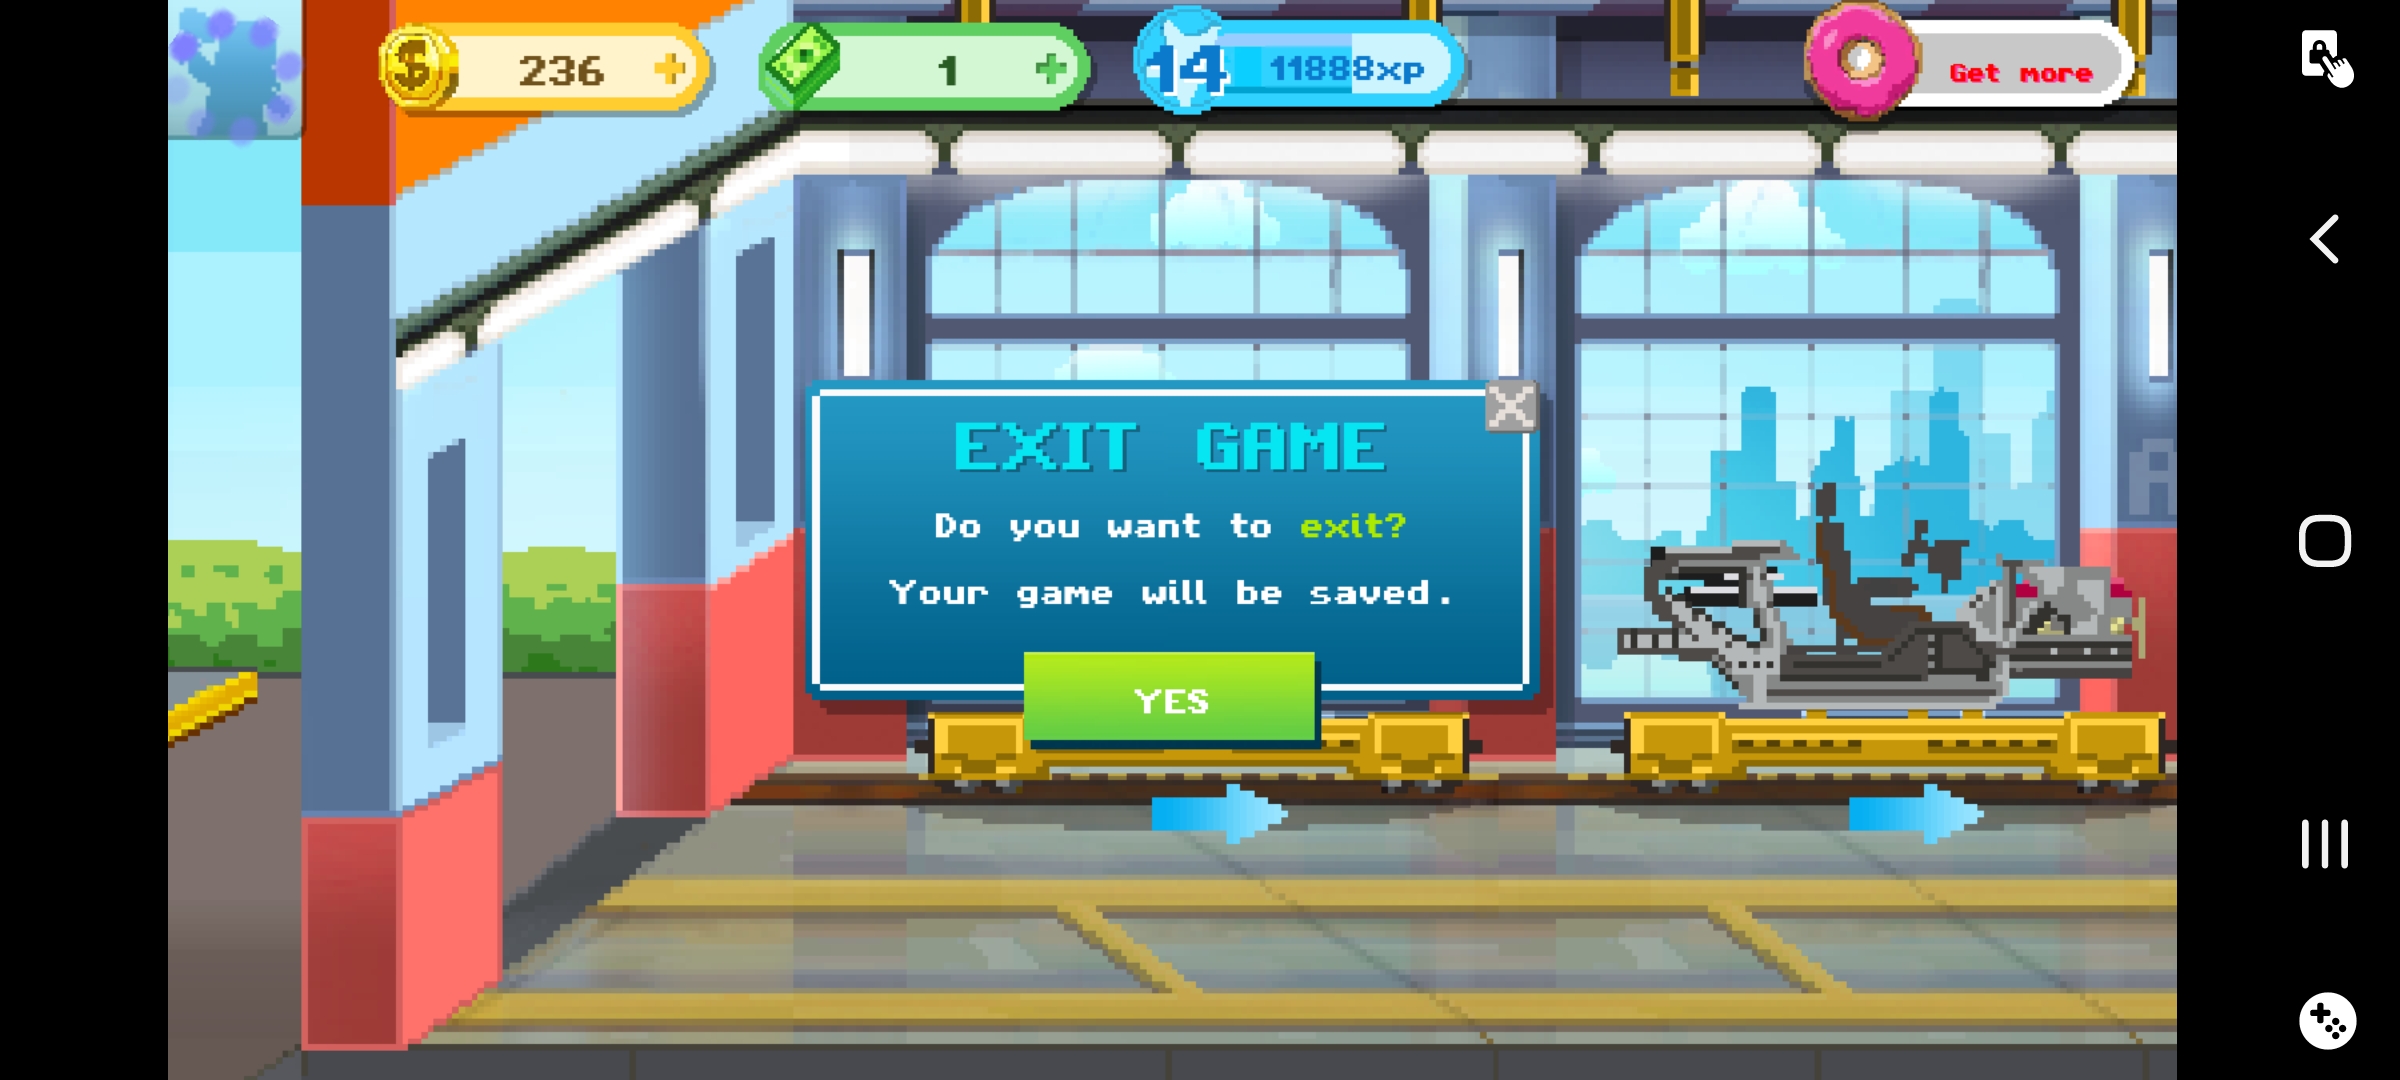 236
1
14
11888xp
Get more
EXIT GAME
Do you want to exit?
Your game will be saved.
YES
A